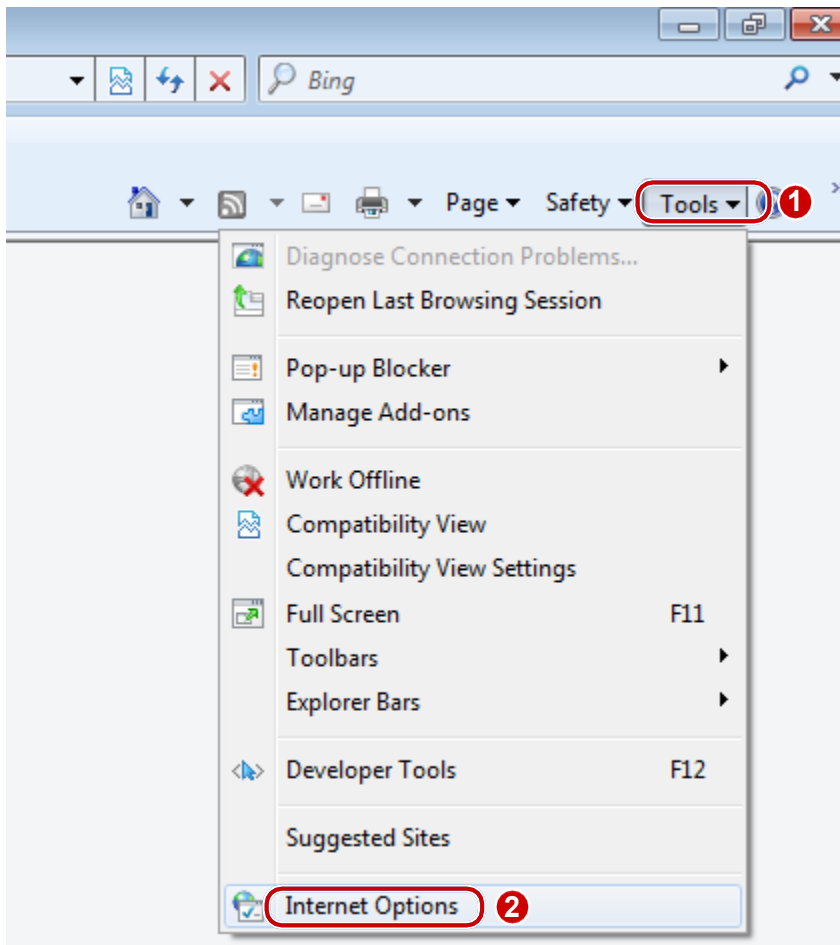 Bing
Page Safety Tools 1
Diagnose Connection Problems...
Reopen Last Browsing Session
Pop-up Blocker
Manage Add-ons
Work Offline
Compatibility View
Compatibility View Settings
Full Screen F11
Toolbars
Explorer Bars
Developer Tools F12
Suggested Sites
Internet Options 2